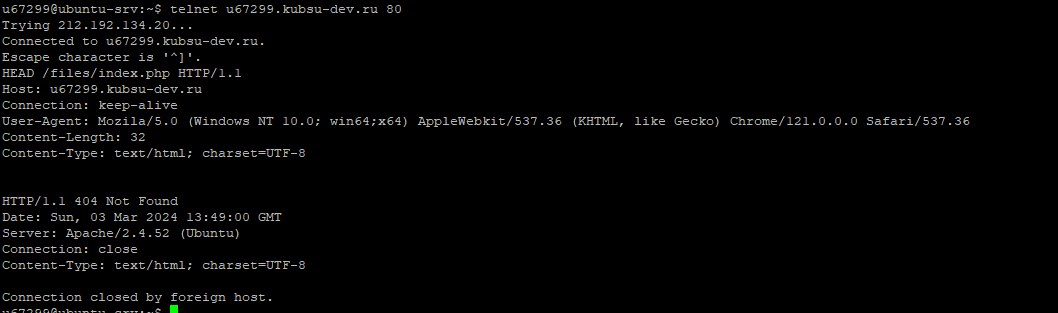 u67299@ubuntu-srv:~$ telnet u67299.kubsu-dev.ru 80
Trying 212.192.134.20...
Connected to u67299.kubsu-dev.ru.
Escape character is '^]'.
HEAD /files/index.php HTTP/1.1
Host: u67299.kubsu-dev.ru
Connection: keep-alive
User-Agent: Mozilla/5.0 (Windows NT 10.0; win64;x64) AppleWebkit/537.36 (KHTML, like Gecko) Chrome/121.0.0.0 Safari/537.36
Content-Length: 32
Content-Type: text/html; charset=UTF-8
HTTP/1.1 404 Not Found
Date: Sun, 03 Mar 2024 13:49:00 GMT
Server: Apache/2.4.52 (Ubuntu)
Connection: close
Content-Type: text/html; charset=UTF-8
Connection closed by foreign host.
u67299@ubuntu-srv:~$